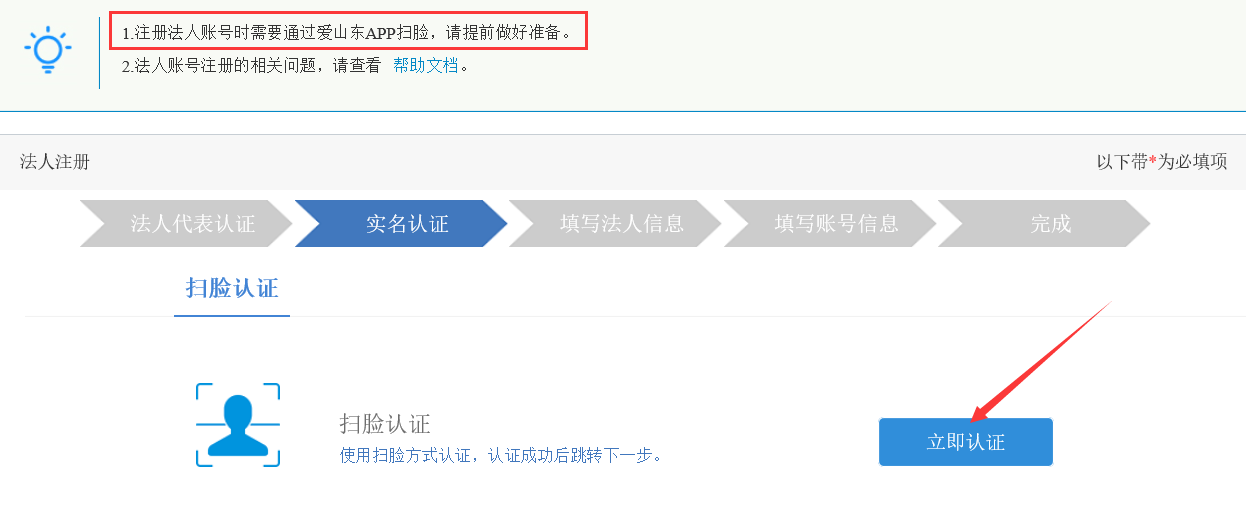 1.注册法人账号时需要通过爱山东APP扫脸，请提前做好准备。
2.法人账号注册的相关问题，请查看 帮助文档。
法人注册
以下带*为必填项
法人代表认证
实名认证
填写法人信息
填写账号信息
完成
扫脸认证
扫脸认证
使用扫脸方式认证，认证成功后跳转下一步。
立即认证